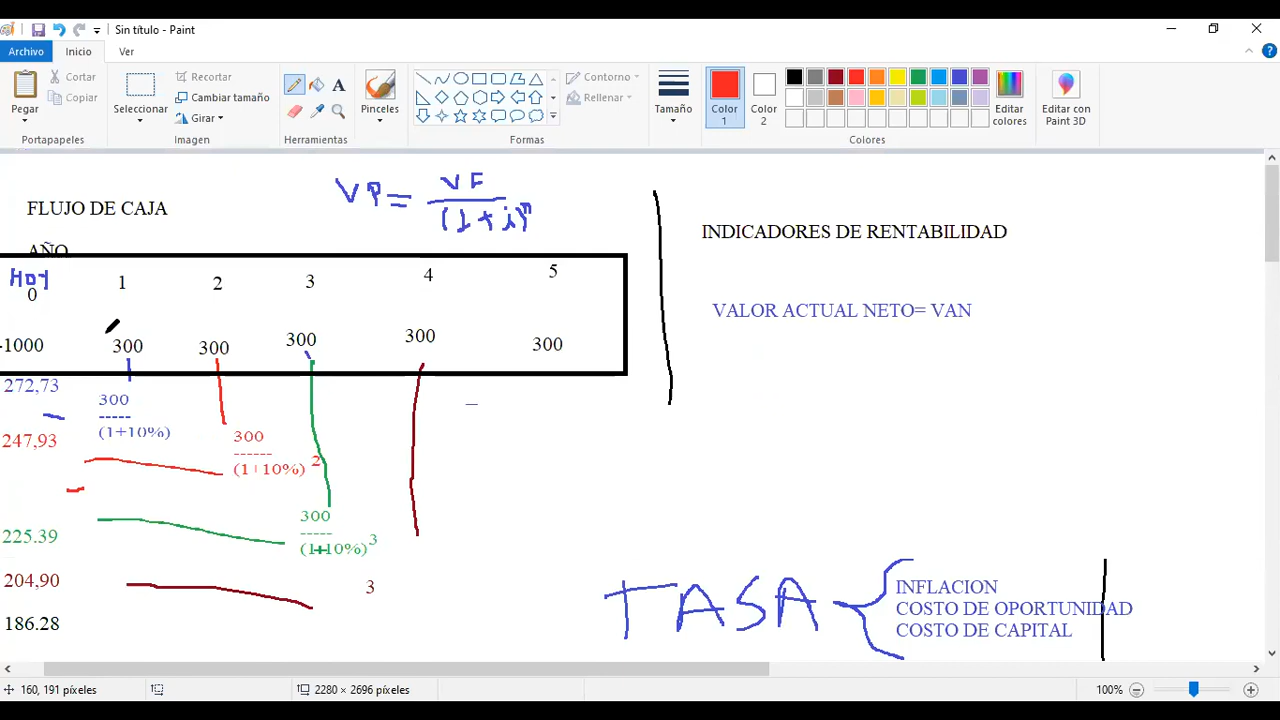 Sin título - Paint
Archivo Inicio Ver
Pegar
Cortar
Copiar
Portapapeles
Seleccionar
Recortar
Cambiar tamaño
Girar
Imagen
A
Herramientas
Pinceles
Contorno
Rellenar
Formas
Tamaño
Color 1
Color 2
Editar colores
Colores
Editar con Paint 3D
FLUJO DE CAJA
VP = VF
(1 + i)^n
AÑO
HOY
0 1 2 3 4 5
-1000 300 300 300 300 300
272,73
300
-----
(1+10%)
247,93
300
------
(1+10%) 2
225.39
300
-----
(1+10%) 3
204,90
3
186.28
INDICADORES DE RENTABILIDAD
VALOR ACTUAL NETO= VAN
TASA
INFLACION
COSTO DE OPORTUNIDAD
COSTO DE CAPITAL
160, 191 píxeles
2280 × 2696 píxeles
100%